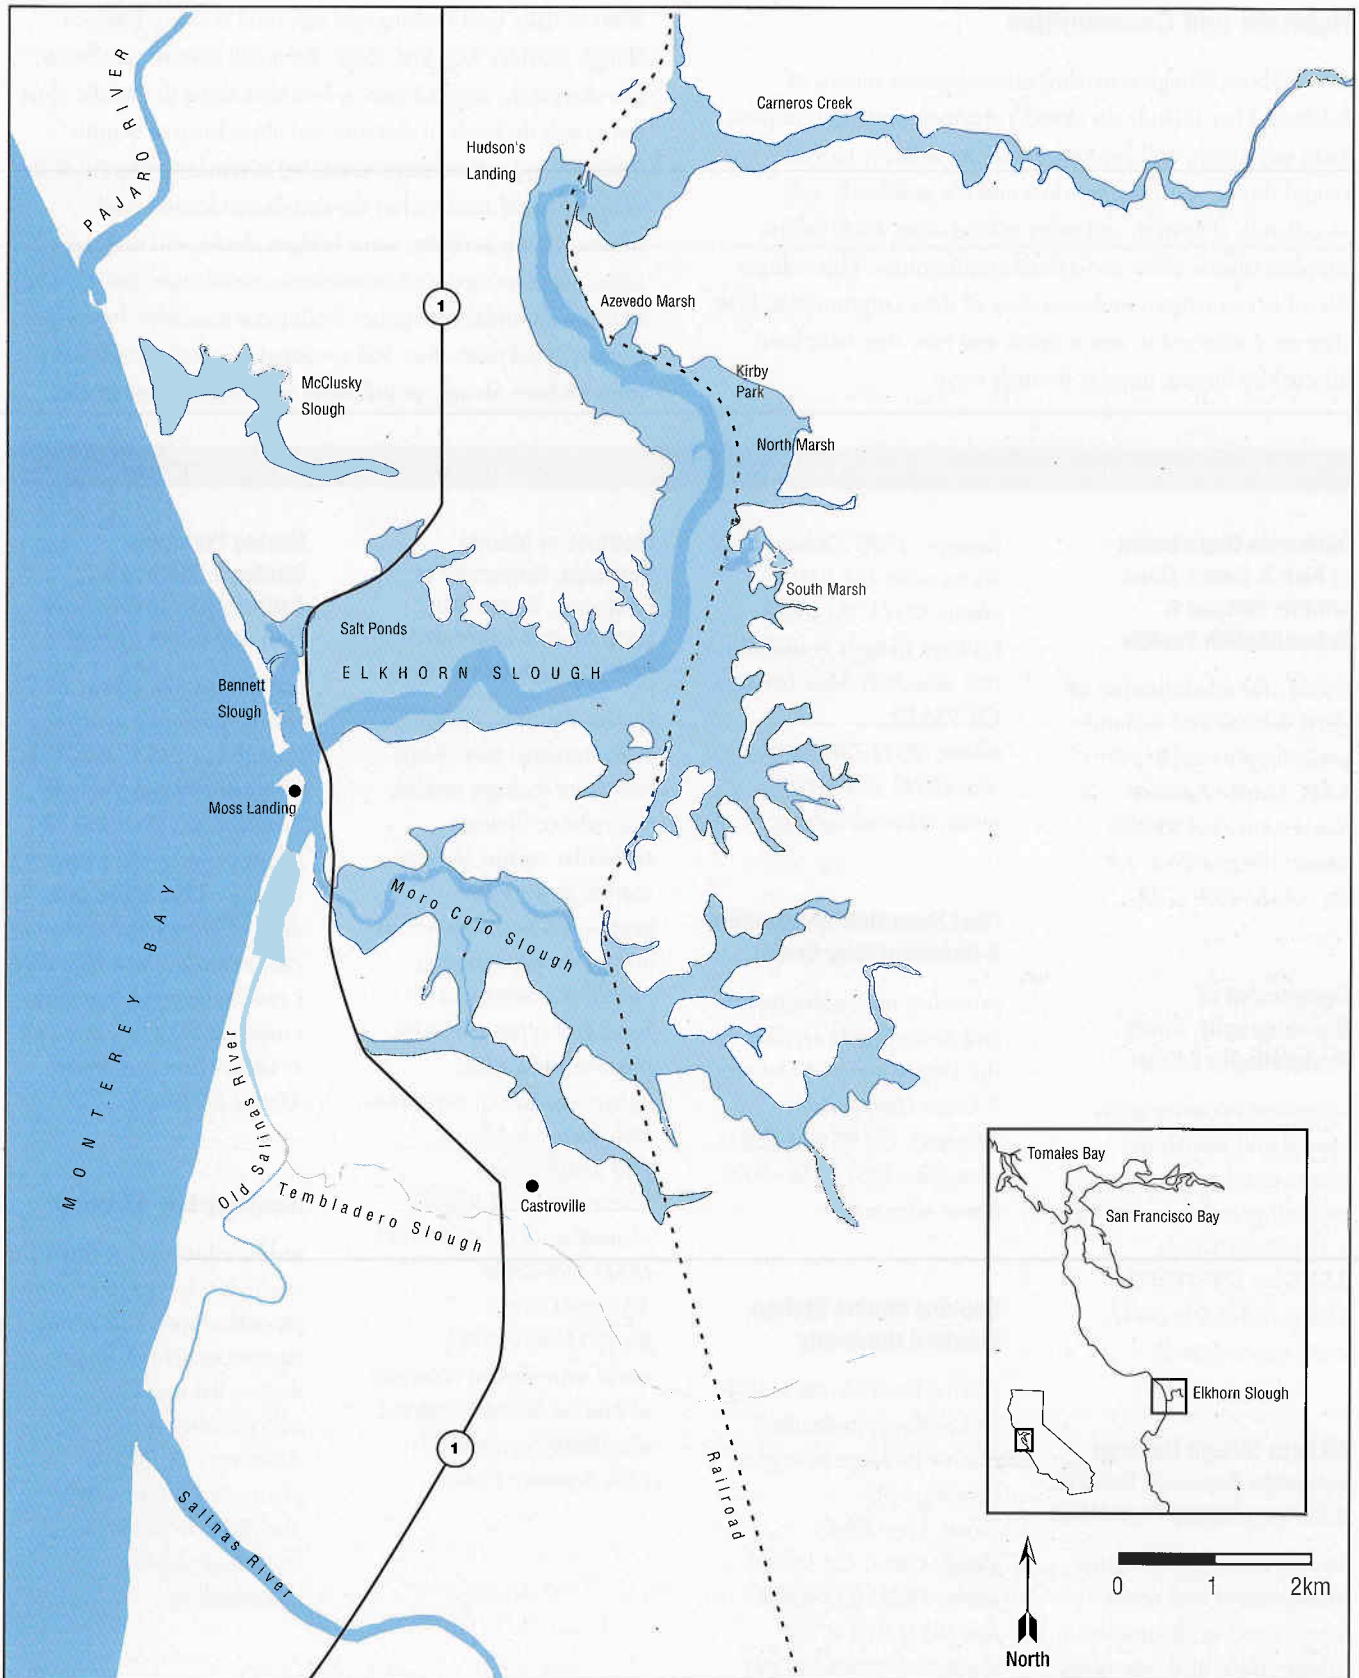 PAJARO RIVER
Carneros Creek
Hudson's
Landing
1
Azevedo Marsh
McClusky
Slough
Kirby
Park
North Marsh
South Marsh
Salt Ponds
ELKHORN SLOUGH
Bennett
Slough
Moss Landing
Moro Cojo Slough
MONTEREY BAY
Old Salinas River
Tembladero Slough
Castroville
Tomales Bay
San Francisco Bay
Elkhorn Slough
1
Railroad
Salinas River
0 1 2km
North